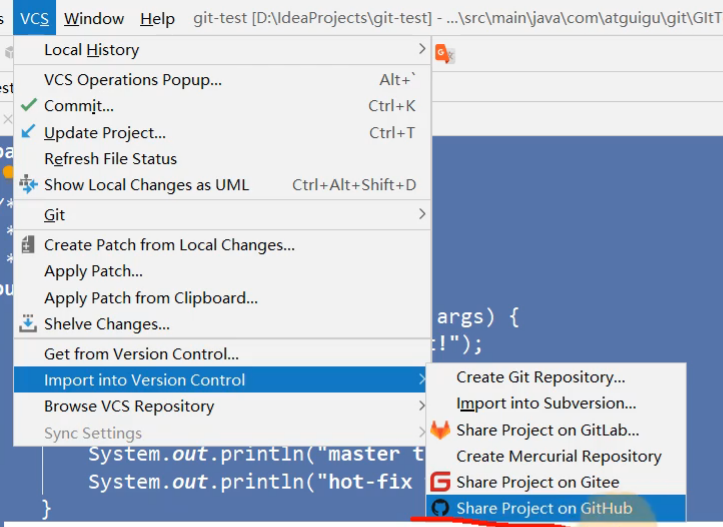 s VCS Window Help git-test [D:\IdeaProjects\git-test] - ...\src\main\java\com\atguigu\git\GItT
Local History
VCS Operations Popup... Alt+`
Commit... Ctrl+K
Update Project... Ctrl+T
Refresh File Status
Show Local Changes as UML Ctrl+Alt+Shift+D
Git
Create Patch from Local Changes...
Apply Patch...
Apply Patch from Clipboard...
Shelve Changes...
args) {
!");
Get from Version Control...
Import into Version Control
Browse VCS Repository
Sync Settings
Create Git Repository...
Import into Subversion...
Share Project on GitLab...
Create Mercurial Repository
Share Project on Gitee
Share Project on GitHub
System.out.println("master t
System.out.println("hot-fix
}